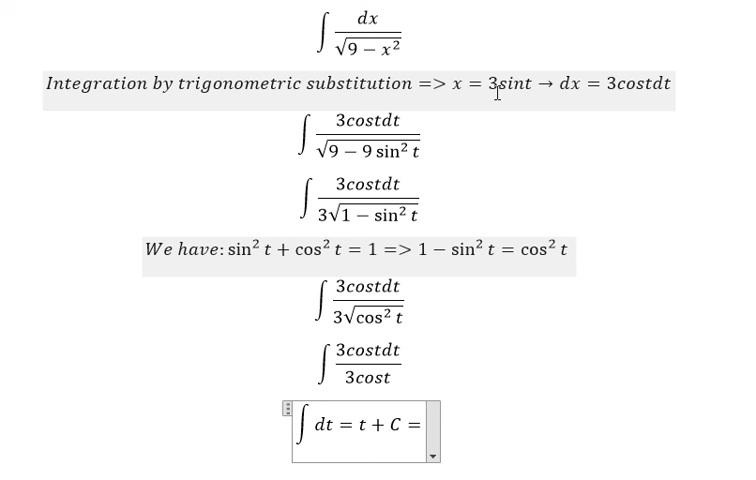 ∫ dx / √9 − x²
Integration by trigonometric substitution => x = 3sint → dx = 3costdt
∫ 3costdt / √9 − 9 sin² t
∫ 3costdt / 3√1 − sin² t
We have: sin² t + cos² t = 1 => 1 − sin² t = cos² t
∫ 3costdt / 3√cos² t
∫ 3costdt / 3cost
∫ dt = t + C =